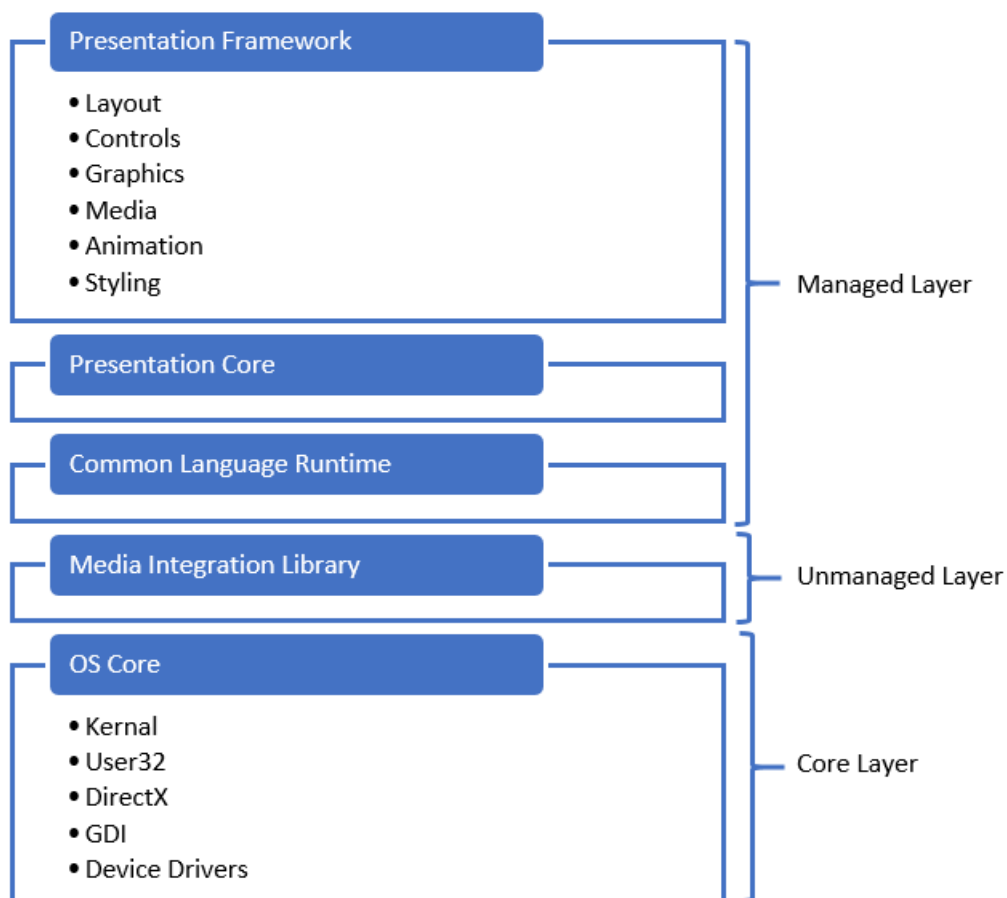 Presentation Framework
• Layout
• Controls
• Graphics
• Media
• Animation
• Styling
Managed Layer
Presentation Core
Common Language Runtime
Media Integration Library
Unmanaged Layer
OS Core
• Kernal
• User32
• DirectX
• GDI
• Device Drivers
Core Layer